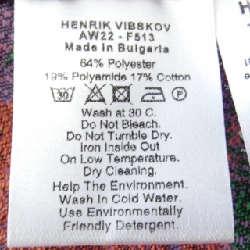 HENRIK VIBSKOV
AW22 - F513
Made in Bulgaria
64% Polyester
19% Polyamide 17% Cotton
30
Wash at 30 C.
Do Not Bleach.
Do Not Tumble Dry.
Iron Inside Out
On Low Temperature.
Dry Cleaning.
Help The Environment.
Wash In Cold Water.
Use Environmentally
Friendly Detergent.